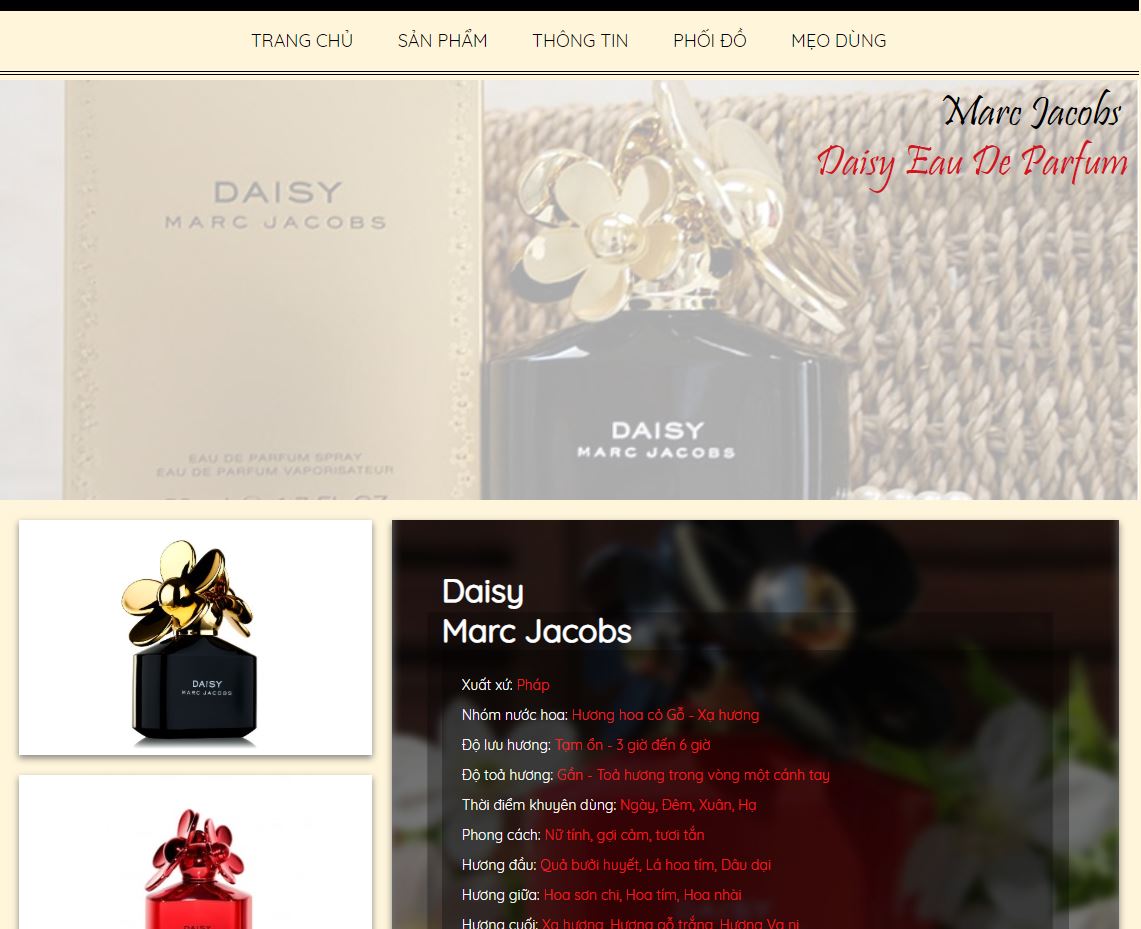 TRANG CHỦ SẢN PHẨM THÔNG TIN PHỐI ĐỒ MẸO DÙNG
Marc Jacobs
Daisy Eau De Parfum
DAISY
MARC JACOBS
EAU DE PARFUM SPRAY
EAU DE PARFUM VAPORISATEUR
DAISY
MARC JACOBS
DAISY
MARC JACOBS
DAISY
Daisy
Marc Jacobs
Xuất xứ: Pháp
Nhóm nước hoa: Hương hoa cỏ Gỗ - Xạ hương
Độ lưu hương: Tạm ổn - 3 giờ đến 6 giờ
Độ toả hương: Gần - Toả hương trong vòng một cánh tay
Thời điểm khuyên dùng: Ngày, Đêm, Xuân, Hạ
Phong cách: Nữ tính, gợi cảm, tươi tắn
Hương đầu: Quả bưởi huyết, Lá hoa tím, Dâu dại
Hương giữa: Hoa sơn chi, Hoa tím, Hoa nhài
Hương cuối: Xạ hương, Hương gỗ trắng, Hương Va ni